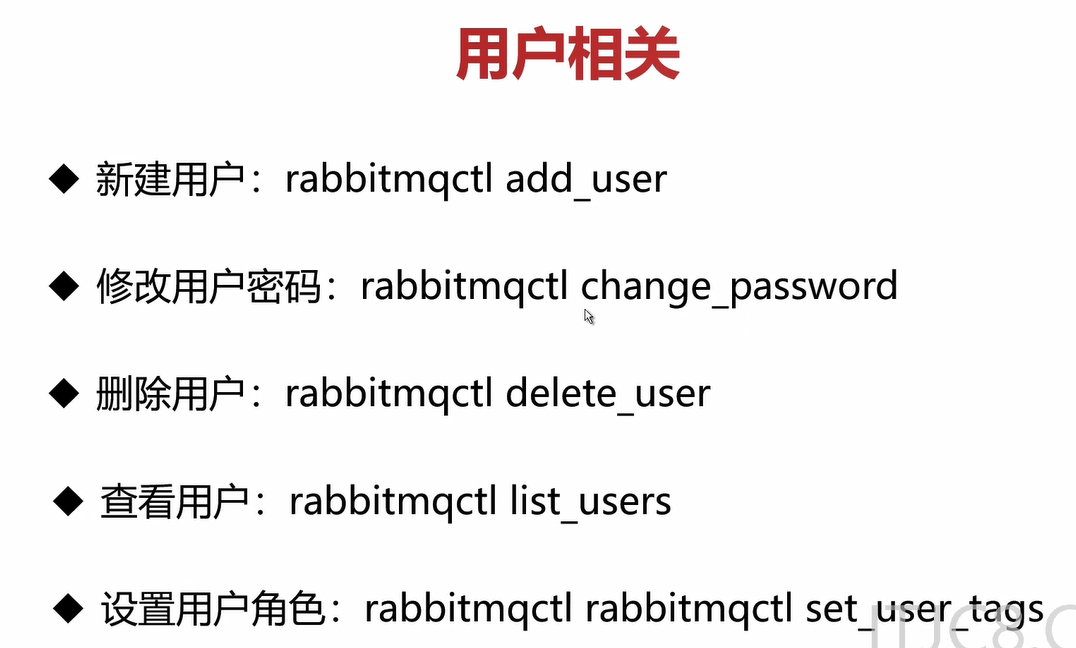 用户相关
◆ 新建用户：rabbitmqctl add_user
◆ 修改用户密码：rabbitmqctl change_password
◆ 删除用户：rabbitmqctl delete_user
◆ 查看用户：rabbitmqctl list_users
◆ 设置用户角色：rabbitmqctl rabbitmqctl set_user_tags